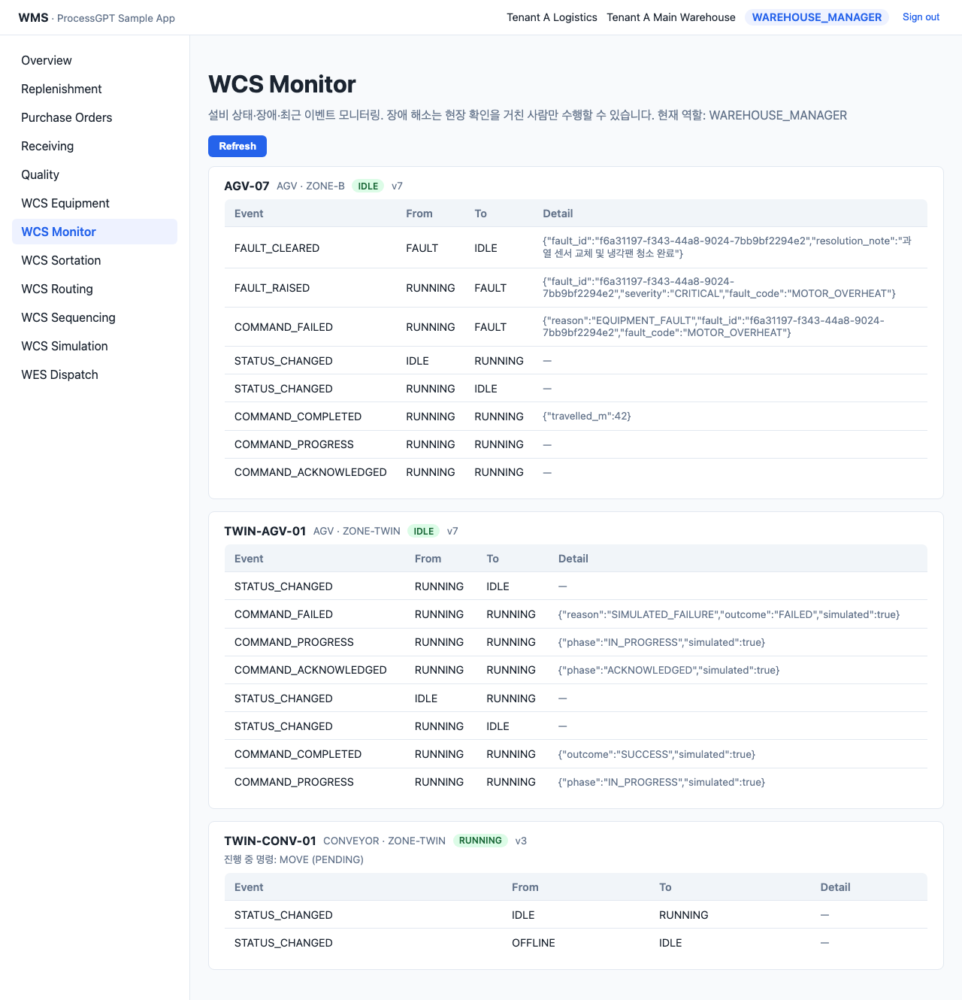 WMS · ProcessGPT Sample App
Tenant A Logistics Tenant A Main Warehouse WAREHOUSE_MANAGER Sign out
Overview
Replenishment
Purchase Orders
Receiving
Quality
WCS Equipment
WCS Monitor
WCS Sortation
WCS Routing
WCS Sequencing
WCS Simulation
WES Dispatch
WCS Monitor
설비 상태·장애·최근 이벤트 모니터링. 장애 해소는 현장 확인을 거친 사람만 수행할 수 있습니다. 현재 역할: WAREHOUSE_MANAGER
Refresh
AGV-07 AGV · ZONE-B IDLE v7
Event From To Detail
FAULT_CLEARED FAULT IDLE {"fault_id":"f6a31197-f343-44a8-9024-7bb9bf2294e2","resolution_note":"과
열 센서 교체 및 냉각팬 청소 완료"}
FAULT_RAISED RUNNING FAULT {"fault_id":"f6a31197-f343-44a8-9024-
7bb9bf2294e2","severity":"CRITICAL","fault_code":"MOTOR_OVERHEAT"}
COMMAND_FAILED RUNNING FAULT {"reason":"EQUIPMENT_FAULT","fault_id":"f6a31197-f343-44a8-9024-
7bb9bf2294e2","fault_code":"MOTOR_OVERHEAT"}
STATUS_CHANGED IDLE RUNNING —
STATUS_CHANGED RUNNING IDLE —
COMMAND_COMPLETED RUNNING RUNNING {"travelled_m":42}
COMMAND_PROGRESS RUNNING RUNNING —
COMMAND_ACKNOWLEDGED RUNNING RUNNING —
TWIN-AGV-01 AGV · ZONE-TWIN IDLE v7
Event From To Detail
STATUS_CHANGED RUNNING IDLE —
COMMAND_FAILED RUNNING RUNNING {"reason":"SIMULATED_FAILURE","outcome":"FAILED","simulated":true}
COMMAND_PROGRESS RUNNING RUNNING {"phase":"IN_PROGRESS","simulated":true}
COMMAND_ACKNOWLEDGED RUNNING RUNNING {"phase":"ACKNOWLEDGED","simulated":true}
STATUS_CHANGED IDLE RUNNING —
STATUS_CHANGED RUNNING IDLE —
COMMAND_COMPLETED RUNNING RUNNING {"outcome":"SUCCESS","simulated":true}
COMMAND_PROGRESS RUNNING RUNNING {"phase":"IN_PROGRESS","simulated":true}
TWIN-CONV-01 CONVEYOR · ZONE-TWIN RUNNING v3
진행 중 명령: MOVE (PENDING)
Event From To Detail
STATUS_CHANGED IDLE RUNNING —
STATUS_CHANGED OFFLINE IDLE —